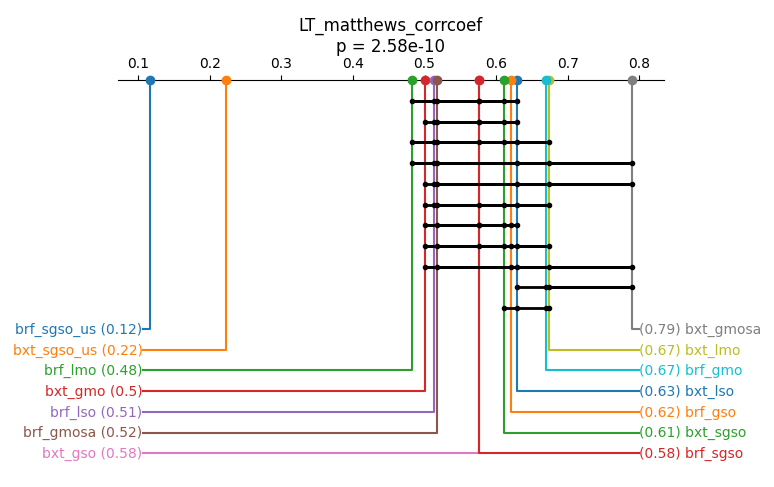 LT_matthews_corrcoef
p = 2.58e-10
0.1 0.2 0.3 0.4 0.5 0.6 0.7 0.8
brf_sgso_us (0.12) (0.79) bxt_gmosa
bxt_sgso_us (0.22) (0.67) bxt_lmo
brf_lmo (0.48) (0.67) brf_gmo
bxt_gmo (0.5) (0.63) bxt_lso
brf_lso (0.51) (0.62) brf_gso
brf_gmosa (0.52) (0.61) bxt_sgso
bxt_gso (0.58) (0.58) brf_sgso